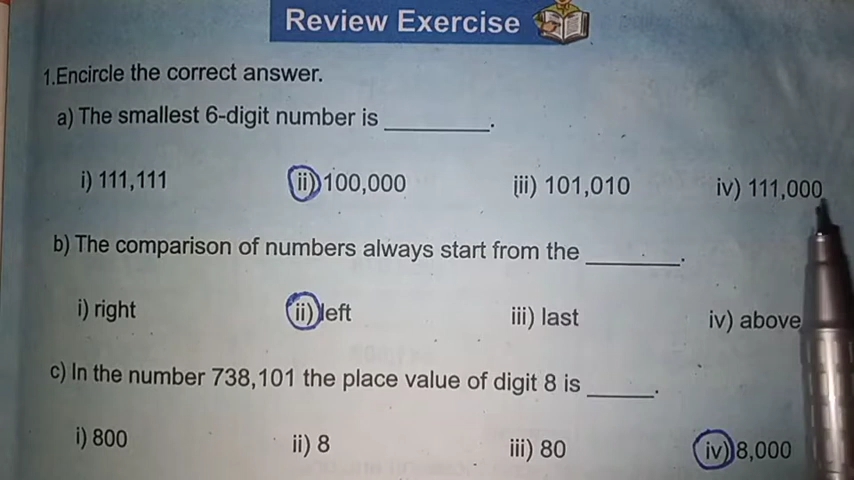 Review Exercise
1.Encircle the correct answer.
a) The smallest 6-digit number is ________.
i) 111,111 ii) 100,000 iii) 101,010 iv) 111,000
b) The comparison of numbers always start from the ________.
i) right ii) left iii) last iv) above
c) In the number 738,101 the place value of digit 8 is ______.
i) 800 ii) 8 iii) 80 iv) 8,000